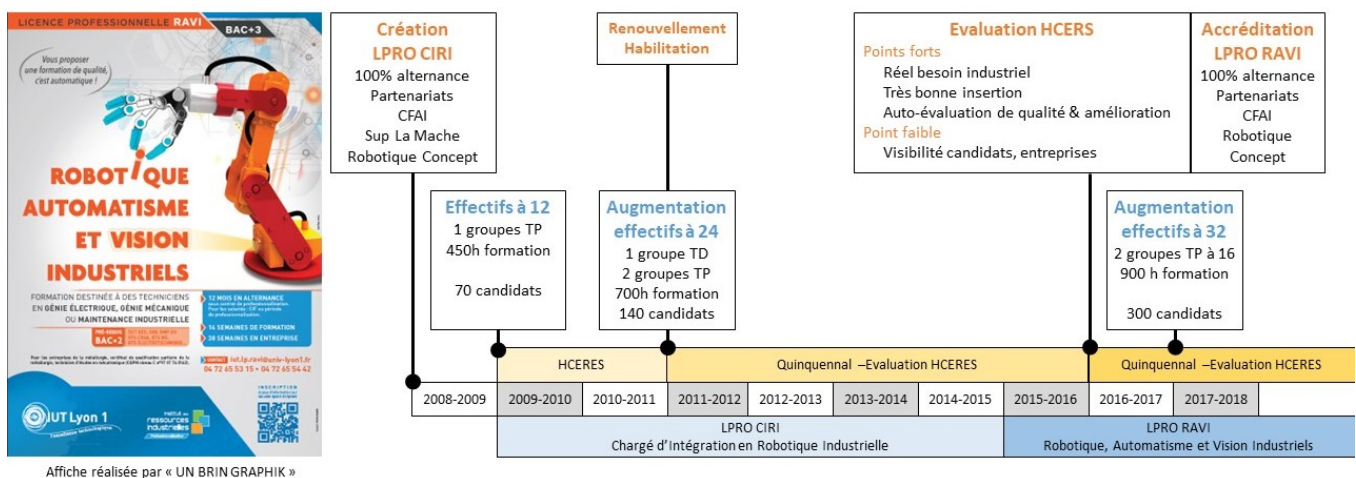 LICENCE PROFESSIONNELLE RAVI
BAC+3
Vous proposer
une formation de qualité,
c'est automatique !
ROBOTIQUE
AUTOMATISME
ET VISION
INDUSTRIELS
FORMATION DESTINÉE À DES TECHNICIENS
EN GÉNIE ÉLECTRIQUE, GÉNIE MÉCANIQUE
OU MAINTENANCE INDUSTRIELLE
BAC+2
12 MOIS EN ALTERNANCE
14 SEMAINES DE FORMATION
38 SEMAINES EN ENTREPRISE
CONTACT iut.lp.ravi@univ-lyon1.fr
04 72 65 53 15 • 04 72 65 54 42
INSCRIPTION
IUT Lyon 1
ressources
industrielles
Affiche réalisée par « UN BRIN GRAPHIK »
Création
LPRO CIRI
100% alternance
Partenariats
CFAI
Sup La Mache
Robotique Concept
Renouvellement
Habilitation
Evaluation HCERS
Points forts
Réel besoin industriel
Très bonne insertion
Auto-évaluation de qualité & amélioration
Point faible
Visibilité candidats, entreprises
Accréditation
LPRO RAVI
100% alternance
Partenariats
CFAI
Robotique
Concept
Effectifs à 12
1 groupes TP
450h formation
70 candidats
Augmentation
effectifs à 24
1 groupe TD
2 groupes TP
700h formation
140 candidats
Augmentation
effectifs à 32
2 groupes TP à 16
900 h formation
300 candidats
HCERES
Quinquennal –Evaluation HCERES
Quinquennal –Evaluation HCERES
2008-2009
2009-2010
2010-2011
2011-2012
2012-2013
2013-2014
2014-2015
2015-2016
2016-2017
2017-2018
LPRO CIRI
Chargé d'Intégration en Robotique Industrielle
LPRO RAVI
Robotique, Automatisme et Vision Industriels